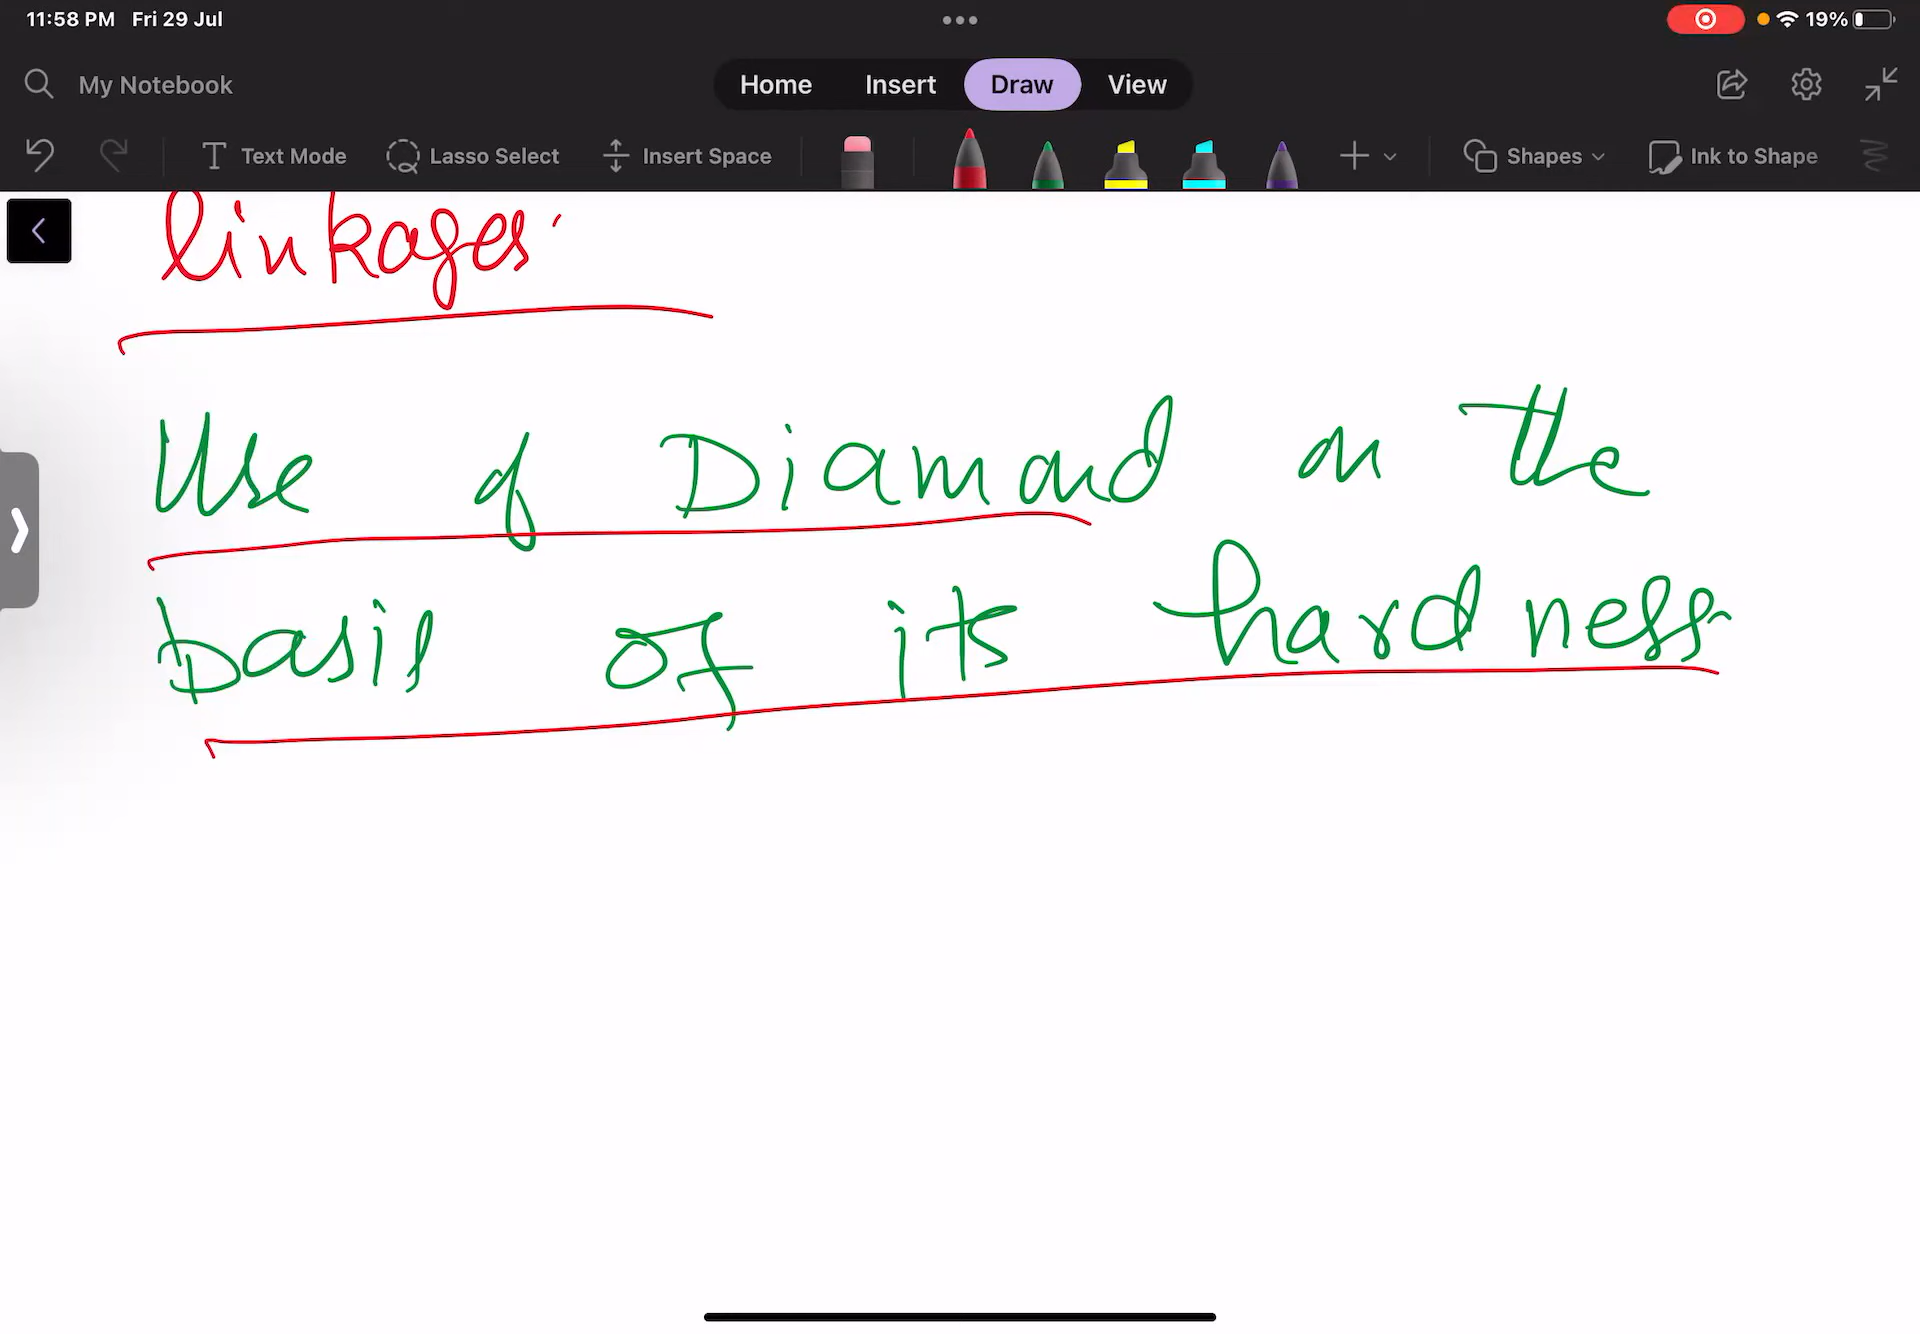 11:58 PM Fri 29 Jul 19%
My Notebook Home Insert Draw View
Text Mode Lasso Select Insert Space Shapes Ink to Shape
linkages.
Use of Diamond on the
basis of its hardness.